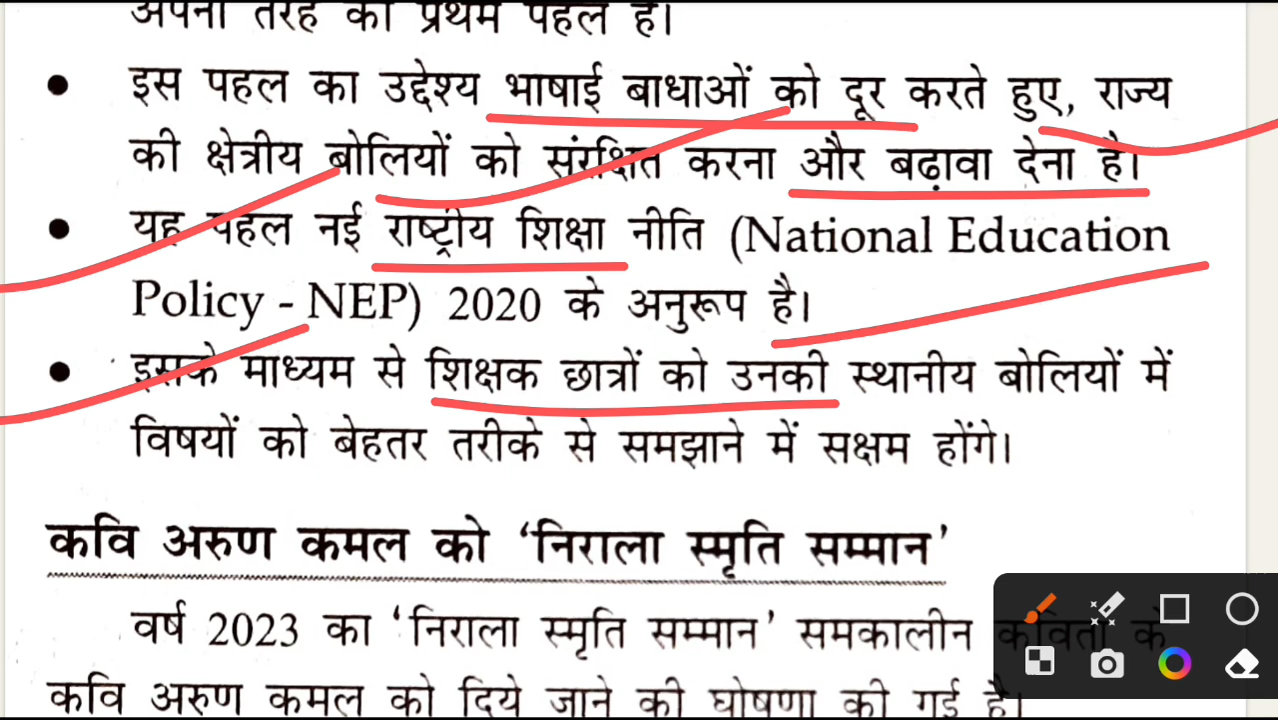 अपनी तरह की प्रथम पहल है।
• इस पहल का उद्देश्य भाषाई बाधाओं को दूर करते हुए, राज्य
की क्षेत्रीय बोलियों को संरक्षित करना और बढ़ावा देना है।
• यह पहल नई राष्ट्रीय शिक्षा नीति (National Education
Policy - NEP) 2020 के अनुरूप है।
• इसके माध्यम से शिक्षक छात्रों को उनकी स्थानीय बोलियों में
विषयों को बेहतर तरीके से समझाने में सक्षम होंगे।
कवि अरुण कमल को ‘निराला स्मृति सम्मान’
वर्ष 2023 का ‘निराला स्मृति सम्मान’ समकालीन कविता के
कवि अरुण कमल को दिये जाने की घोषणा की गई है।